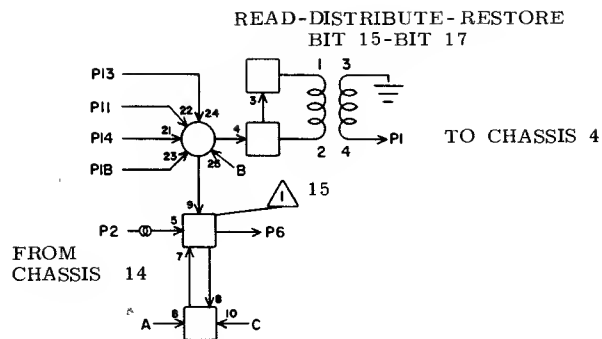 READ-DISTRIBUTE-RESTORE
BIT 15-BIT 17
P13
P11
P14
P1B
22
24
21
23
25
B
4
3
1
3
2
4
P1
TO CHASSIS 4
1
15
9
P2
5
P6
7
8
FROM
CHASSIS 14
A
6
10
C